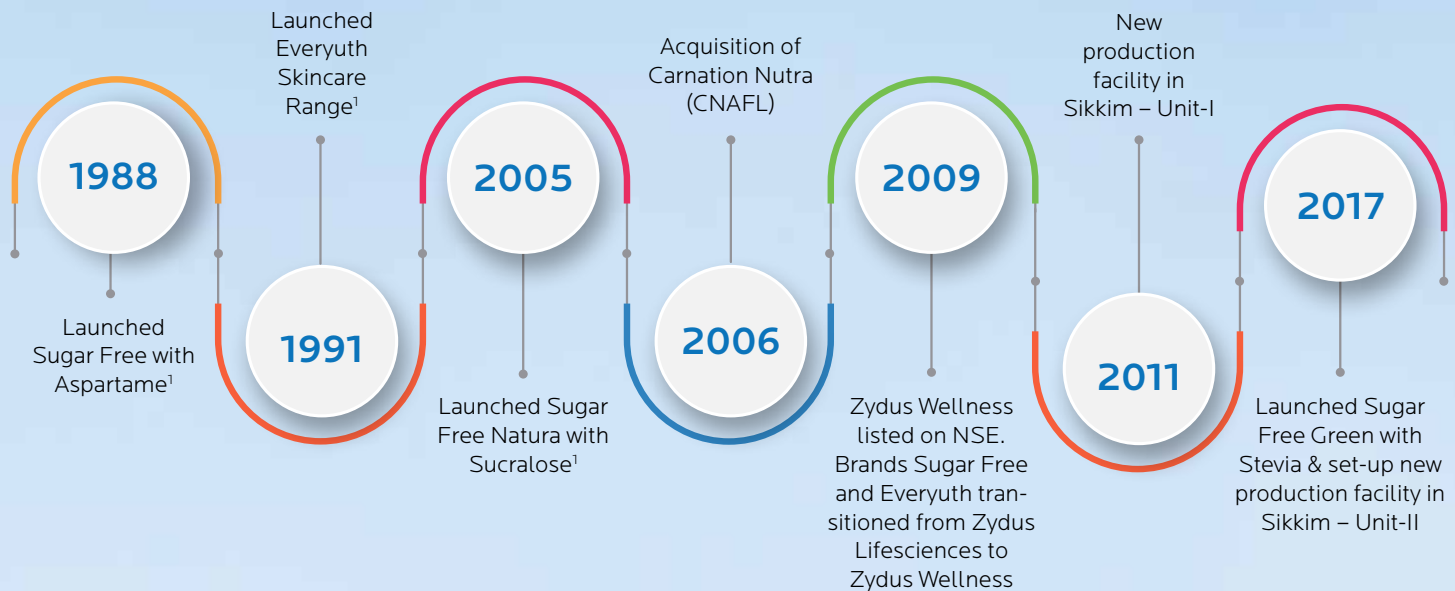 1988
Launched
Sugar Free with
Aspartame¹
Launched
Everyuth
Skincare
Range¹
1991
2005
Launched Sugar
Free Natura with
Sucralose¹
Acquisition of
Carnation Nutra
(CNAFL)
2006
2009
Zydus Wellness
listed on NSE.
Brands Sugar Free
and Everyuth tran-
sitioned from Zydus
Lifesciences to
Zydus Wellness
New
production
facility in
Sikkim – Unit-I
2011
2017
Launched Sugar
Free Green with
Stevia & set-up new
production facility in
Sikkim – Unit-II